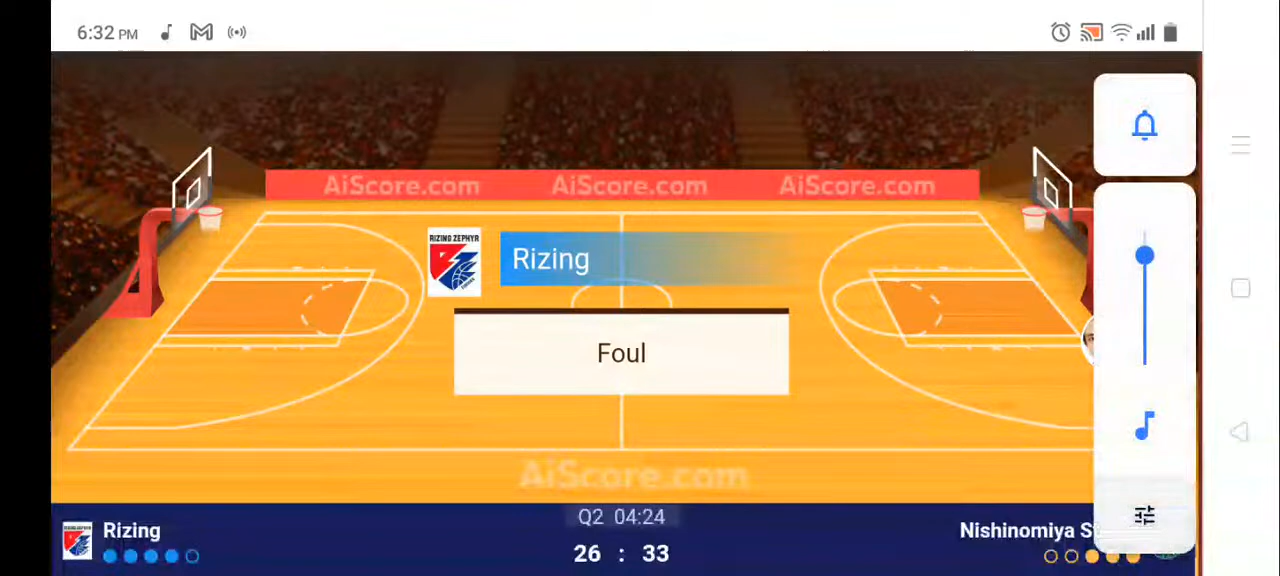 6:32 PM
AiScore.com AiScore.com AiScore.com
RIZING ZEPHYR
Rizing
Foul
AiScore.com
Q2 04:24
Rizing
26 : 33
Nishinomiya S